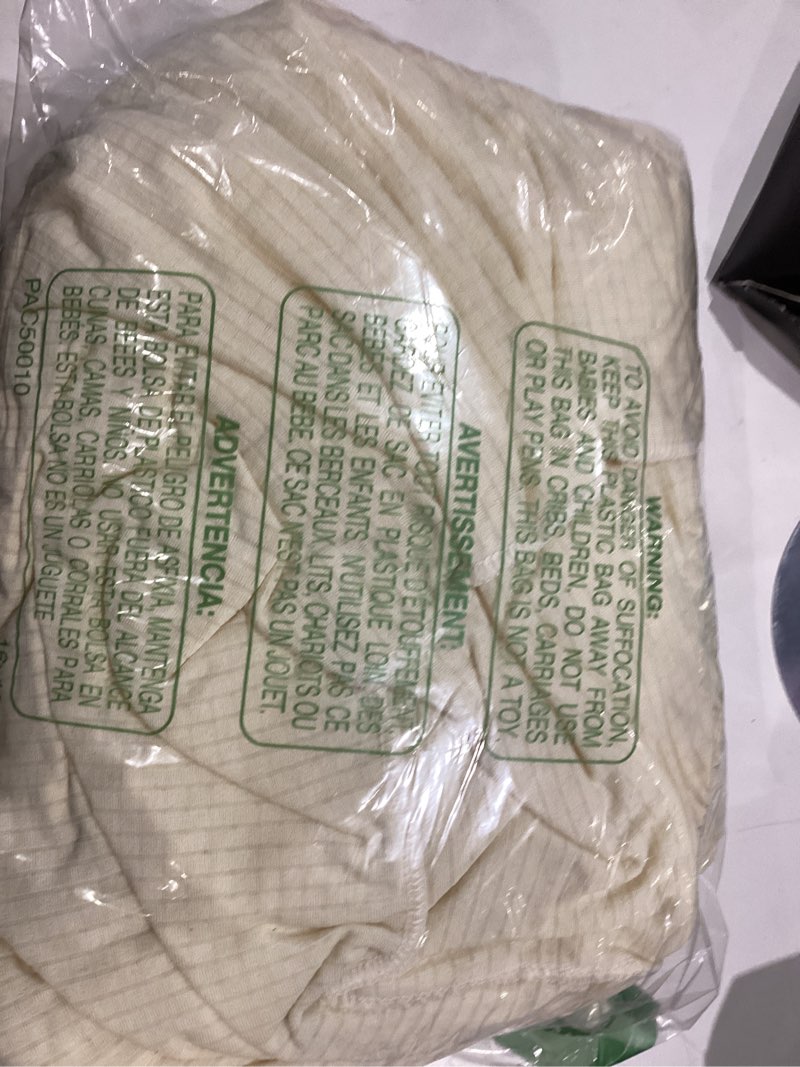 WARNING:
TO AVOID DANGER OF SUFFOCATION,
KEEP THIS PLASTIC BAG AWAY FROM
BABIES AND CHILDREN, DO NOT USE
THIS BAG IN CRIBS, BEDS, CARRIAGES
OR PLAY PENS. THIS BAG IS NOT A TOY.
AVERTISSEMENT:
RISQUE D'ETOUFFEMENT
GARDEZ DE SAC EN PLASTIQUE LOIN DES
BEBES ET LES ENFANTS. N'UTILISEZ PAS CE
SAC DANS LES BERCEAUX, LITS, CHARIOTS OU
PARC AU BEBE. CE SAC N'EST PAS UN JOUET.
ADVERTENCIA:
PARA EVITAR EL PELIGRO DE ASFIXIA, MANTENGA
ESTA BOLSA DE PLASTICO FUERA DEL ALCANCE
DE BEBES Y NINOS. NO USAR ESTA BOLSA EN
CUNAS, CAMAS, CARRIOLAS O CORRALES PARA
BEBES. ESTA BOLSA NO ES UN JUGUETE
PAC50010